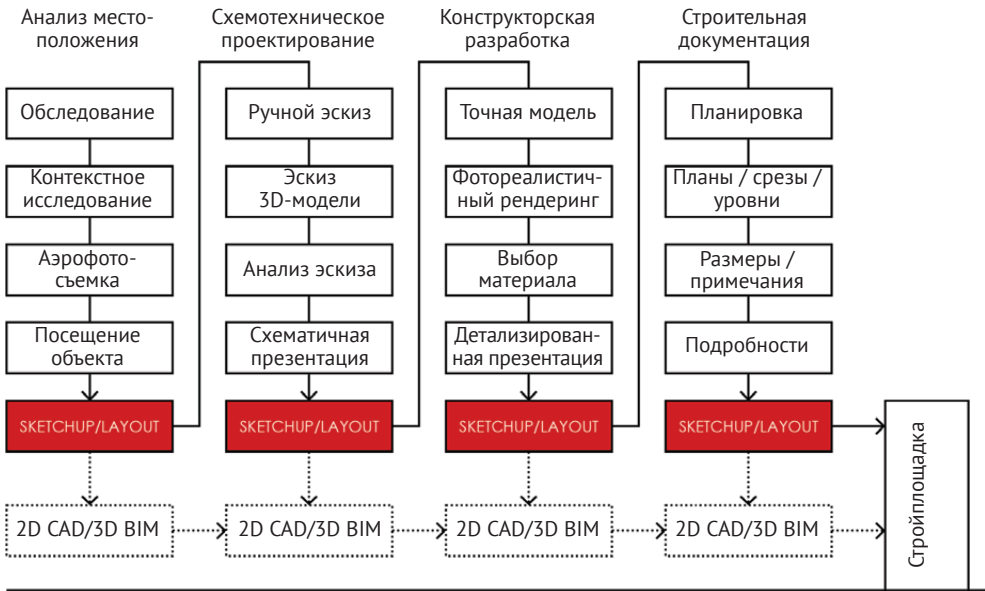 Анализ место-
положения
Обследование
Контекстное
исследование
Аэрофото-
съемка
Посещение
объекта
SKETCHUP/LAYOUT
2D CAD/3D BIM
Схемотехническое
проектирование
Ручной эскиз
Эскиз
3D-модели
Анализ эскиза
Схематичная
презентация
SKETCHUP/LAYOUT
2D CAD/3D BIM
Конструкторская
разработка
Точная модель
Фотореалистич-
ный рендеринг
Выбор
материала
Детализирован-
ная презентация
SKETCHUP/LAYOUT
2D CAD/3D BIM
Строительная
документация
Планировка
Планы / срезы /
уровни
Размеры /
примечания
Подробности
SKETCHUP/LAYOUT
2D CAD/3D BIM
Стройплощадка